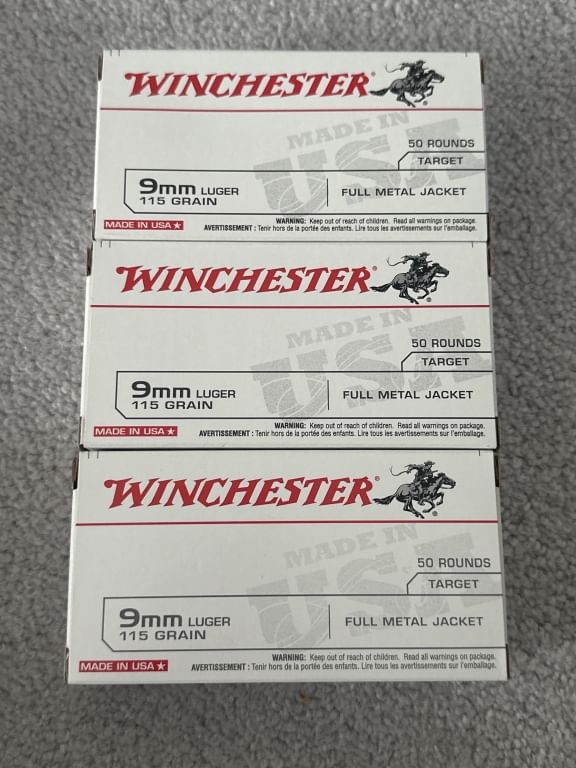 WINCHESTER®
MADE IN
USA
50 ROUNDS
TARGET
9mm LUGER
115 GRAIN
FULL METAL JACKET
MADE IN USA★
WARNING: Keep out of reach of children. Read all warnings on package.
AVERTISSEMENT : Tenir hors de la portée des enfants. Lire tous les avertissements sur l'emballage.
WINCHESTER®
MADE IN
USA
50 ROUNDS
TARGET
9mm LUGER
115 GRAIN
FULL METAL JACKET
MADE IN USA★
WARNING: Keep out of reach of children. Read all warnings on package.
AVERTISSEMENT : Tenir hors de la portée des enfants. Lire tous les avertissements sur l'emballage.
WINCHESTER®
MADE IN
USA
50 ROUNDS
TARGET
9mm LUGER
115 GRAIN
FULL METAL JACKET
MADE IN USA★
WARNING: Keep out of reach of children. Read all warnings on package.
AVERTISSEMENT : Tenir hors de la portée des enfants. Lire tous les avertissements sur l'emballage.